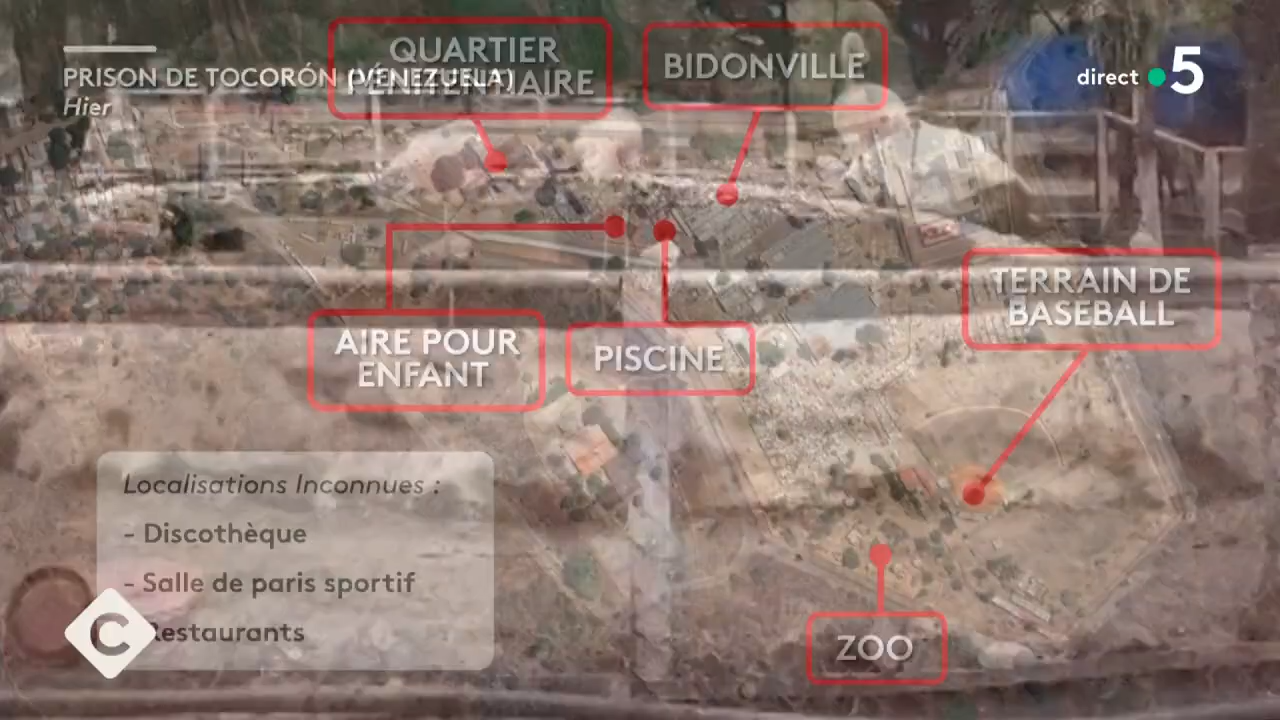 PRISON DE TOCORÓN (VENEZUELA)
Hier
QUARTIER
PÉNITENTIAIRE
BIDONVILLE
direct 5
TERRAIN DE
BASEBALL
AIRE POUR
ENFANT
PISCINE
Localisations Inconnues :
- Discothèque
- Salle de paris sportif
Restaurants
C
ZOO